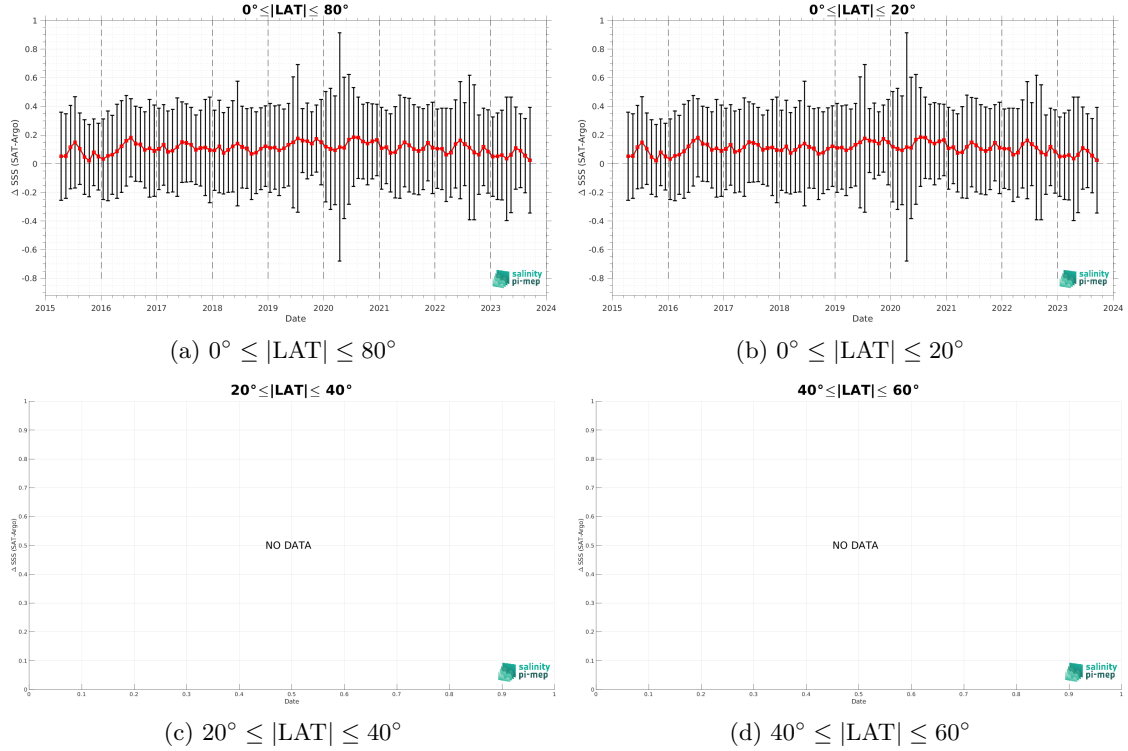 0°≤|LAT|≤ 80°
1
0.8
0.6
0.4
0.2
0
-0.2
-0.4
-0.6
-0.8
Δ SSS (SAT-Argo)
2015 2016 2017 2018 2019 2020 2021 2022 2023 2024
Date
salinity
pi-mep
(a) 0° ≤ |LAT| ≤ 80°
0°≤|LAT|≤ 20°
1
0.8
0.6
0.4
0.2
0
-0.2
-0.4
-0.6
-0.8
Δ SSS (SAT-Argo)
2015 2016 2017 2018 2019 2020 2021 2022 2023 2024
Date
salinity
pi-mep
(b) 0° ≤ |LAT| ≤ 20°
20°≤|LAT|≤ 40°
1
0.9
0.8
0.7
0.6
0.5
0.4
0.3
0.2
0.1
0
Δ SSS (SAT-Argo)
NO DATA
0 0.1 0.2 0.3 0.4 0.5 0.6 0.7 0.8 0.9 1
Date
salinity
pi-mep
(c) 20° ≤ |LAT| ≤ 40°
40°≤|LAT|≤ 60°
1
0.9
0.8
0.7
0.6
0.5
0.4
0.3
0.2
0.1
0
Δ SSS (SAT-Argo)
NO DATA
0 0.1 0.2 0.3 0.4 0.5 0.6 0.7 0.8 0.9 1
Date
salinity
pi-mep
(d) 40° ≤ |LAT| ≤ 60°